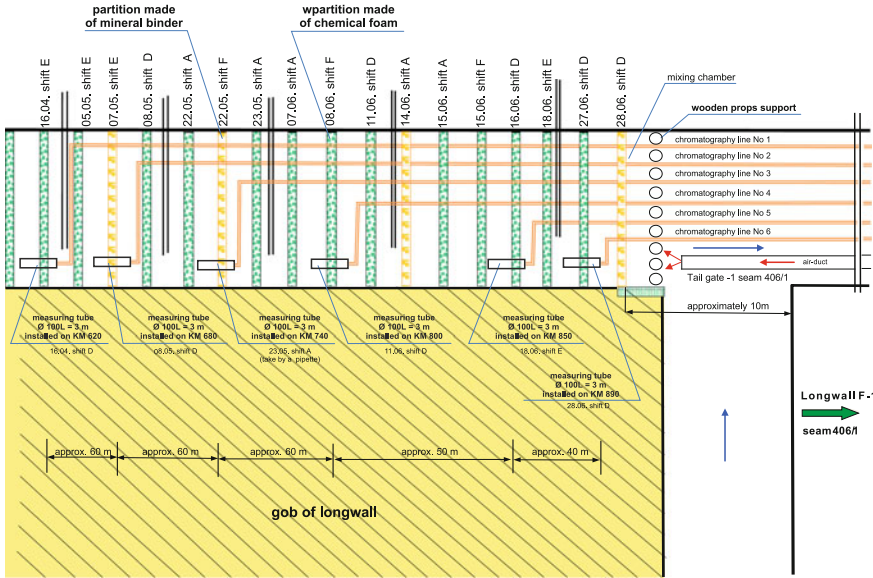 partition made
of mineral binder
wpartition made
of chemical foam
16.04. shift E
05.05. shift E
07.05. shift E
08.05. shift D
22.05. shift A
22.05. shift F
23.05. shift A
07.06. shift A
08.06. shift F
11.06. shift D
14.06. shift A
15.06. shift A
15.06. shift F
16.06. shift D
18.06. shift E
27.06. shift D
28.06. shift D
mixing chamber
wooden props support
chromatography line No 1
chromatography line No 2
chromatography line No 3
chromatography line No 4
chromatography line No 5
chromatography line No 6
air-duct
Tail gate -1 seam 406/1
approximately 10m
measuring tube
Ø 100L = 3 m
installed on KM 620
16.04. shift D
measuring tube
Ø 100L = 3 m
installed on KM 680
08.05. shift D
measuring tube
Ø 100L = 3 m
installed on KM 740
23.05. shift A
(take by a pipette)
measuring tube
Ø 100L = 3 m
installed on KM 800
11.06. shift D
measuring tube
Ø 100L = 3 m
installed on KM 850
18.06. shift E
measuring tube
Ø 100L = 3 m
installed on KM 890
28.06. shift D
Longwall F-1
seam406/l
approx. 60 m
approx. 60 m
approx. 60 m
approx. 50 m
approx. 40 m
gob of longwall